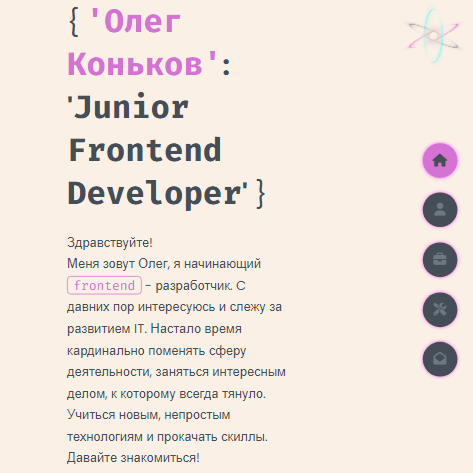 { 'Олег
Коньков':
'Junior
Frontend
Developer' }
Здравствуйте!
Меня зовут Олег, я начинающий
frontend – разработчик. С
давних пор интересуюсь и слежу за
развитием IT. Настало время
кардинально поменять сферу
деятельности, заняться интересным
делом, к которому всегда тянуло.
Учиться новым, непростым
технологиям и прокачать скиллы.
Давайте знакомиться!